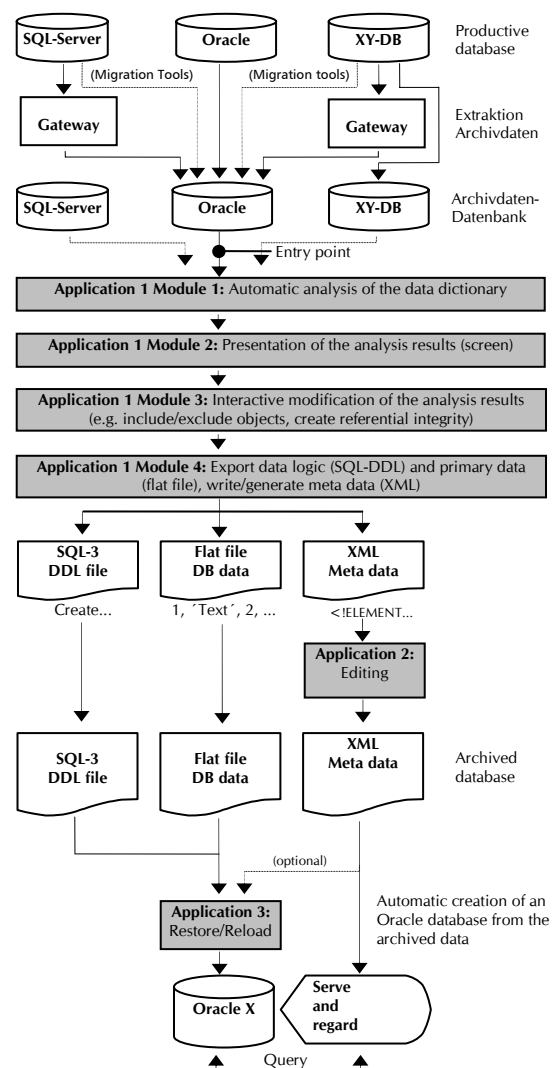 SQL-Server
Oracle
XY-DB
Productive
database
(Migration Tools)
(Migration tools)
Gateway
Gateway
Extraktion
Archivdaten
SQL-Server
Oracle
XY-DB
Archivdaten-
Datenbank
Entry point
Application 1 Module 1: Automatic analysis of the data dictionary
Application 1 Module 2: Presentation of the analysis results (screen)
Application 1 Module 3: Interactive modification of the analysis results
(e.g. include/exclude objects, create referential integrity)
Application 1 Module 4: Export data logic (SQL-DDL) and primary data
(flat file), write/generate meta data (XML)
SQL-3
DDL file
Flat file
DB data
XML
Meta data
Create...
1, ´Text´, 2, ...
<!ELEMENT...
Application 2:
Editing
SQL-3
DDL file
Flat file
DB data
XML
Meta data
Archived
database
(optional)
Application 3:
Restore/Reload
Automatic creation of an
Oracle database from the
archived data
Oracle X
Serve
and
regard
Query